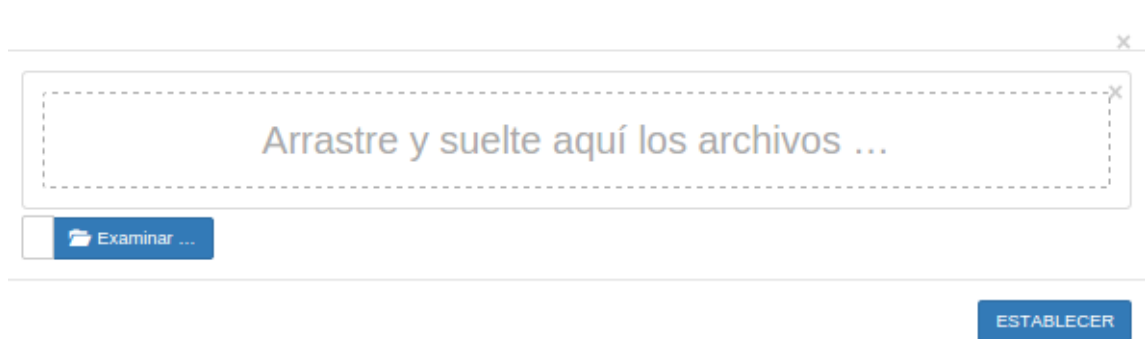 ×
×
Arrastre y suelte aquí los archivos …
Examinar …
ESTABLECER